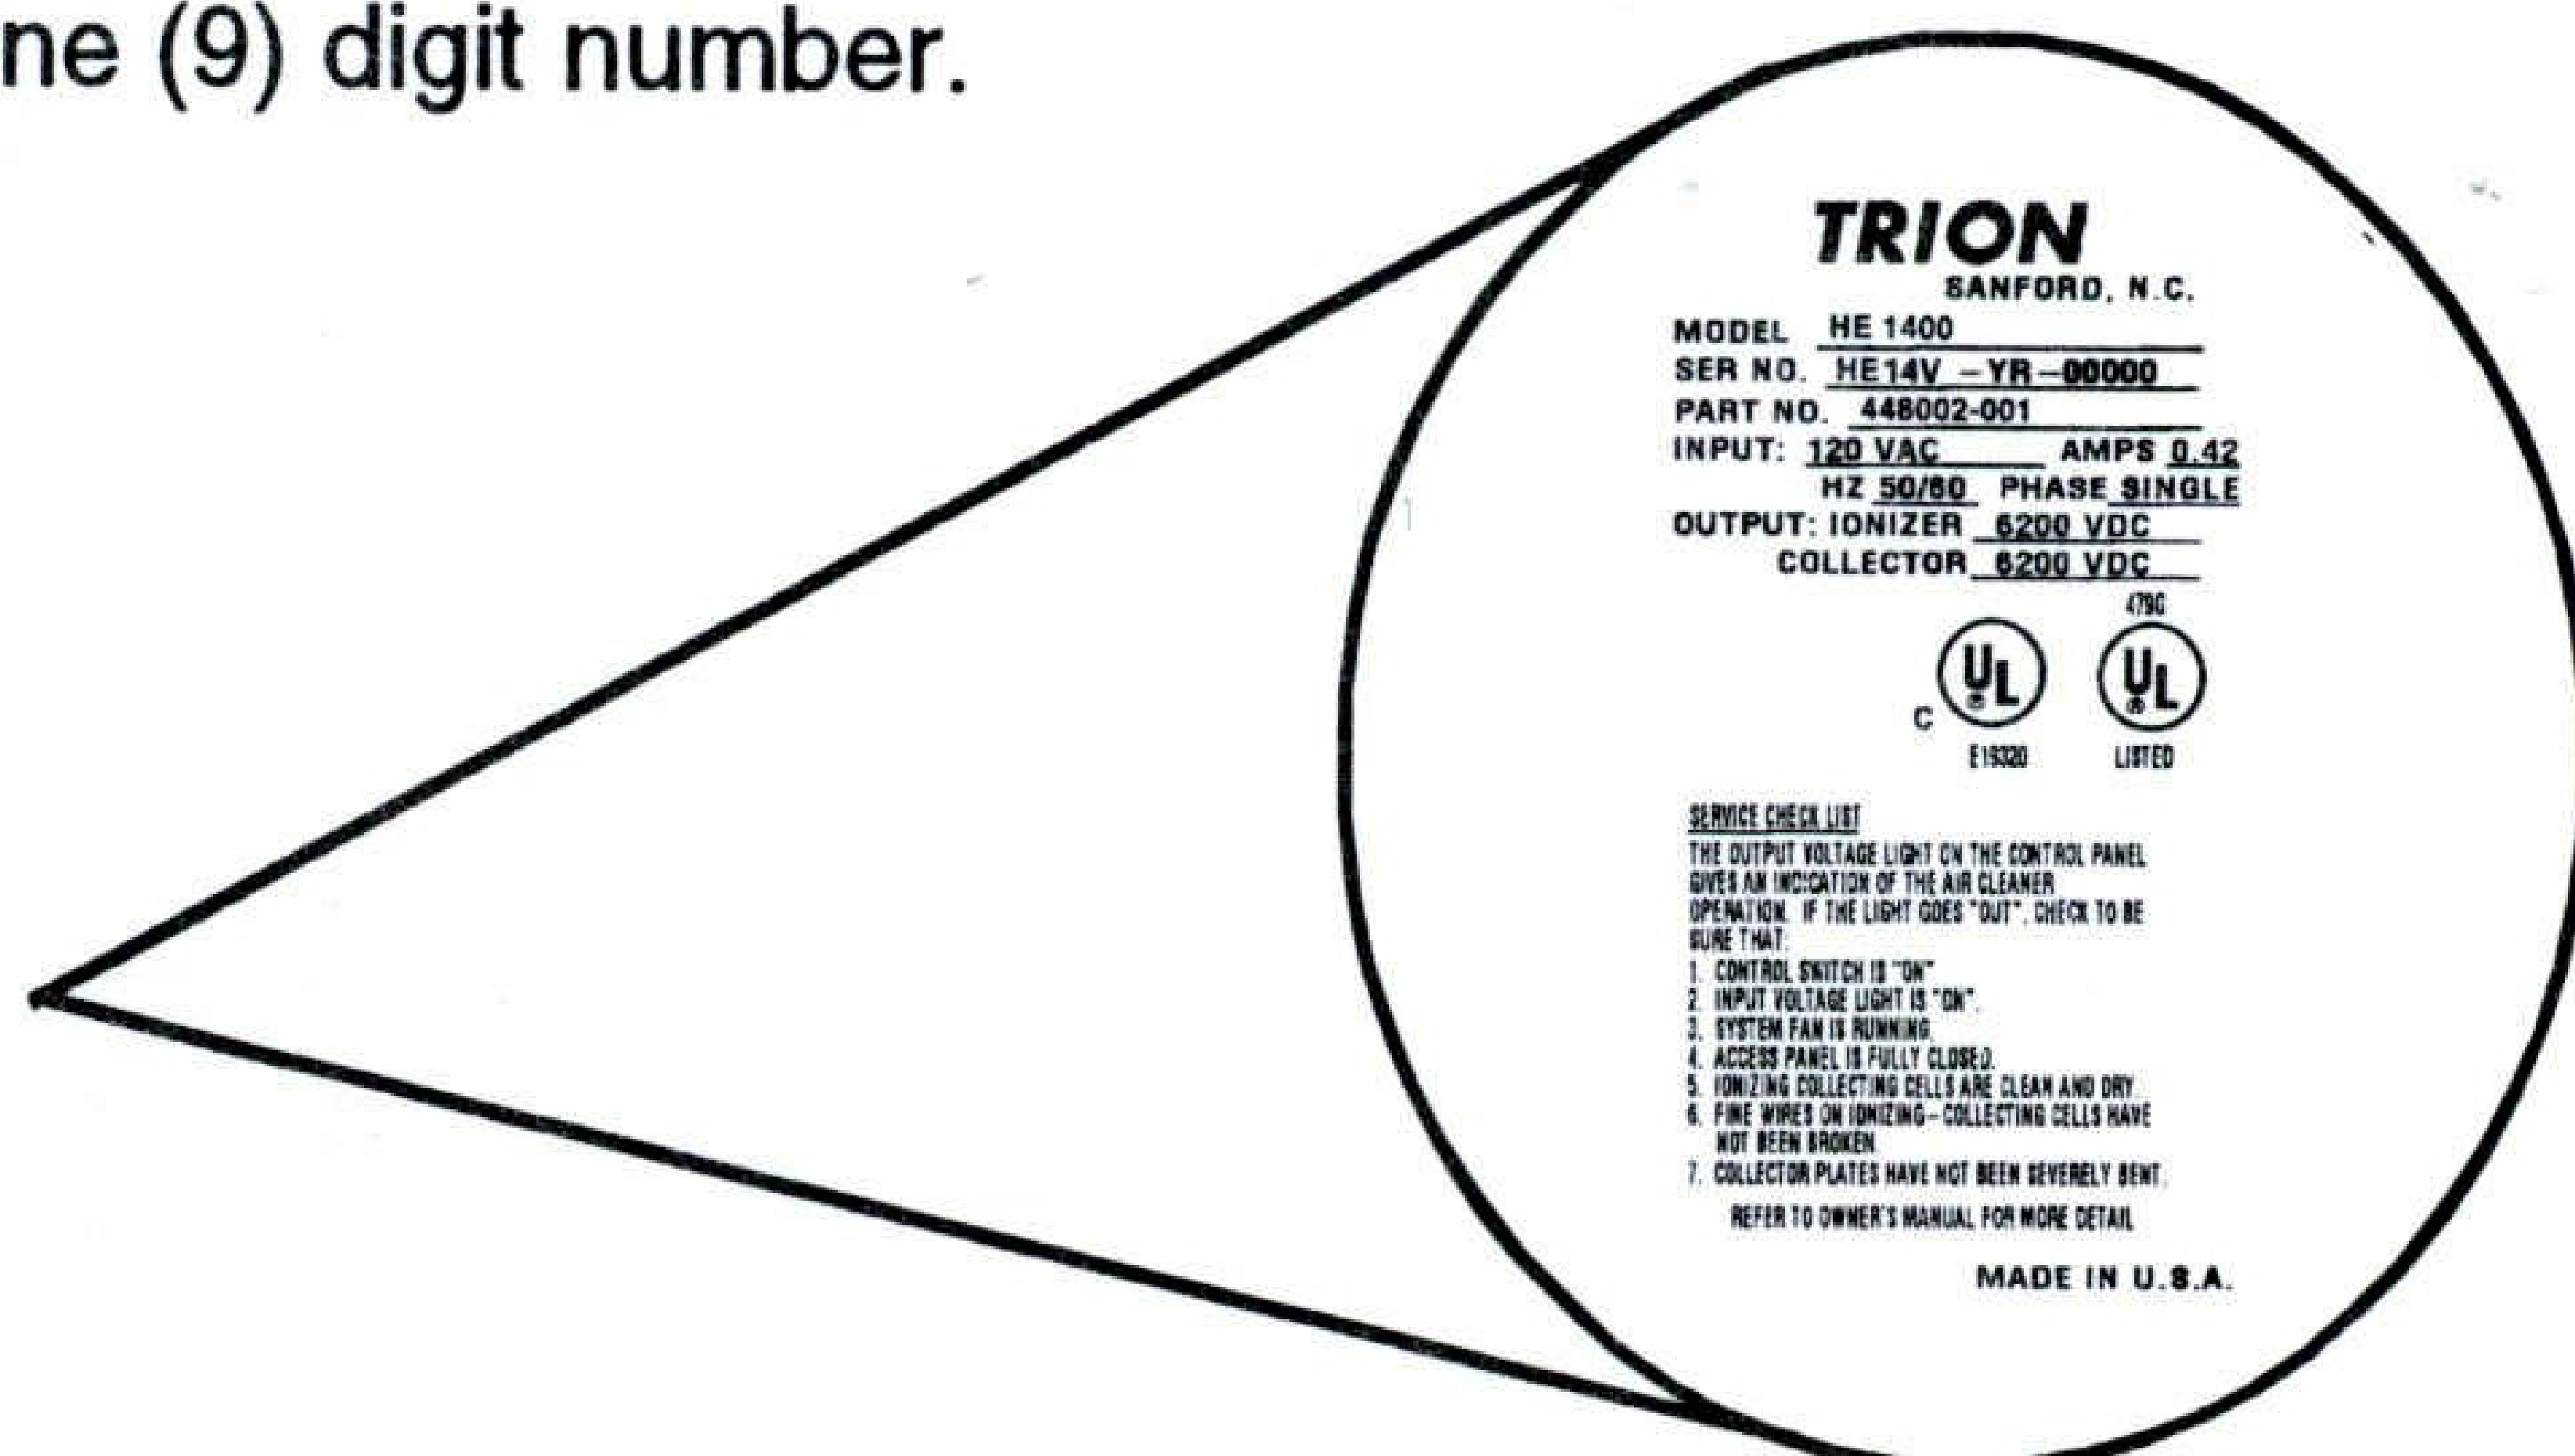 ne (9) digit number.
TRION
SANFORD, N.C.
MODEL HE 1400
SER NO. HE14V –YR–00000
PART NO. 448002-001
INPUT: 120 VAC AMPS 0.42
HZ 50/60 PHASE SINGLE
OUTPUT: IONIZER 6200 VDC
COLLECTOR 6200 VDC
479G
UL® UL®
C
E19320 LISTED
SERVICE CHECK LIST
THE OUTPUT VOLTAGE LIGHT ON THE CONTROL PANEL
GIVES AN INDICATION OF THE AIR CLEANER
OPERATION. IF THE LIGHT GOES "OUT", CHECK TO BE
SURE THAT:
1. CONTROL SWITCH IS "ON"
2. INPUT VOLTAGE LIGHT IS "ON".
3. SYSTEM FAN IS RUNNING.
4. ACCESS PANEL IS FULLY CLOSED.
5. IONIZING COLLECTING CELLS ARE CLEAN AND DRY
6. FINE WIRES ON IONIZING–COLLECTING CELLS HAVE
NOT BEEN BROKEN.
7. COLLECTOR PLATES HAVE NOT BEEN SEVERELY BENT.
REFER TO OWNER'S MANUAL FOR MORE DETAIL
MADE IN U.S.A.